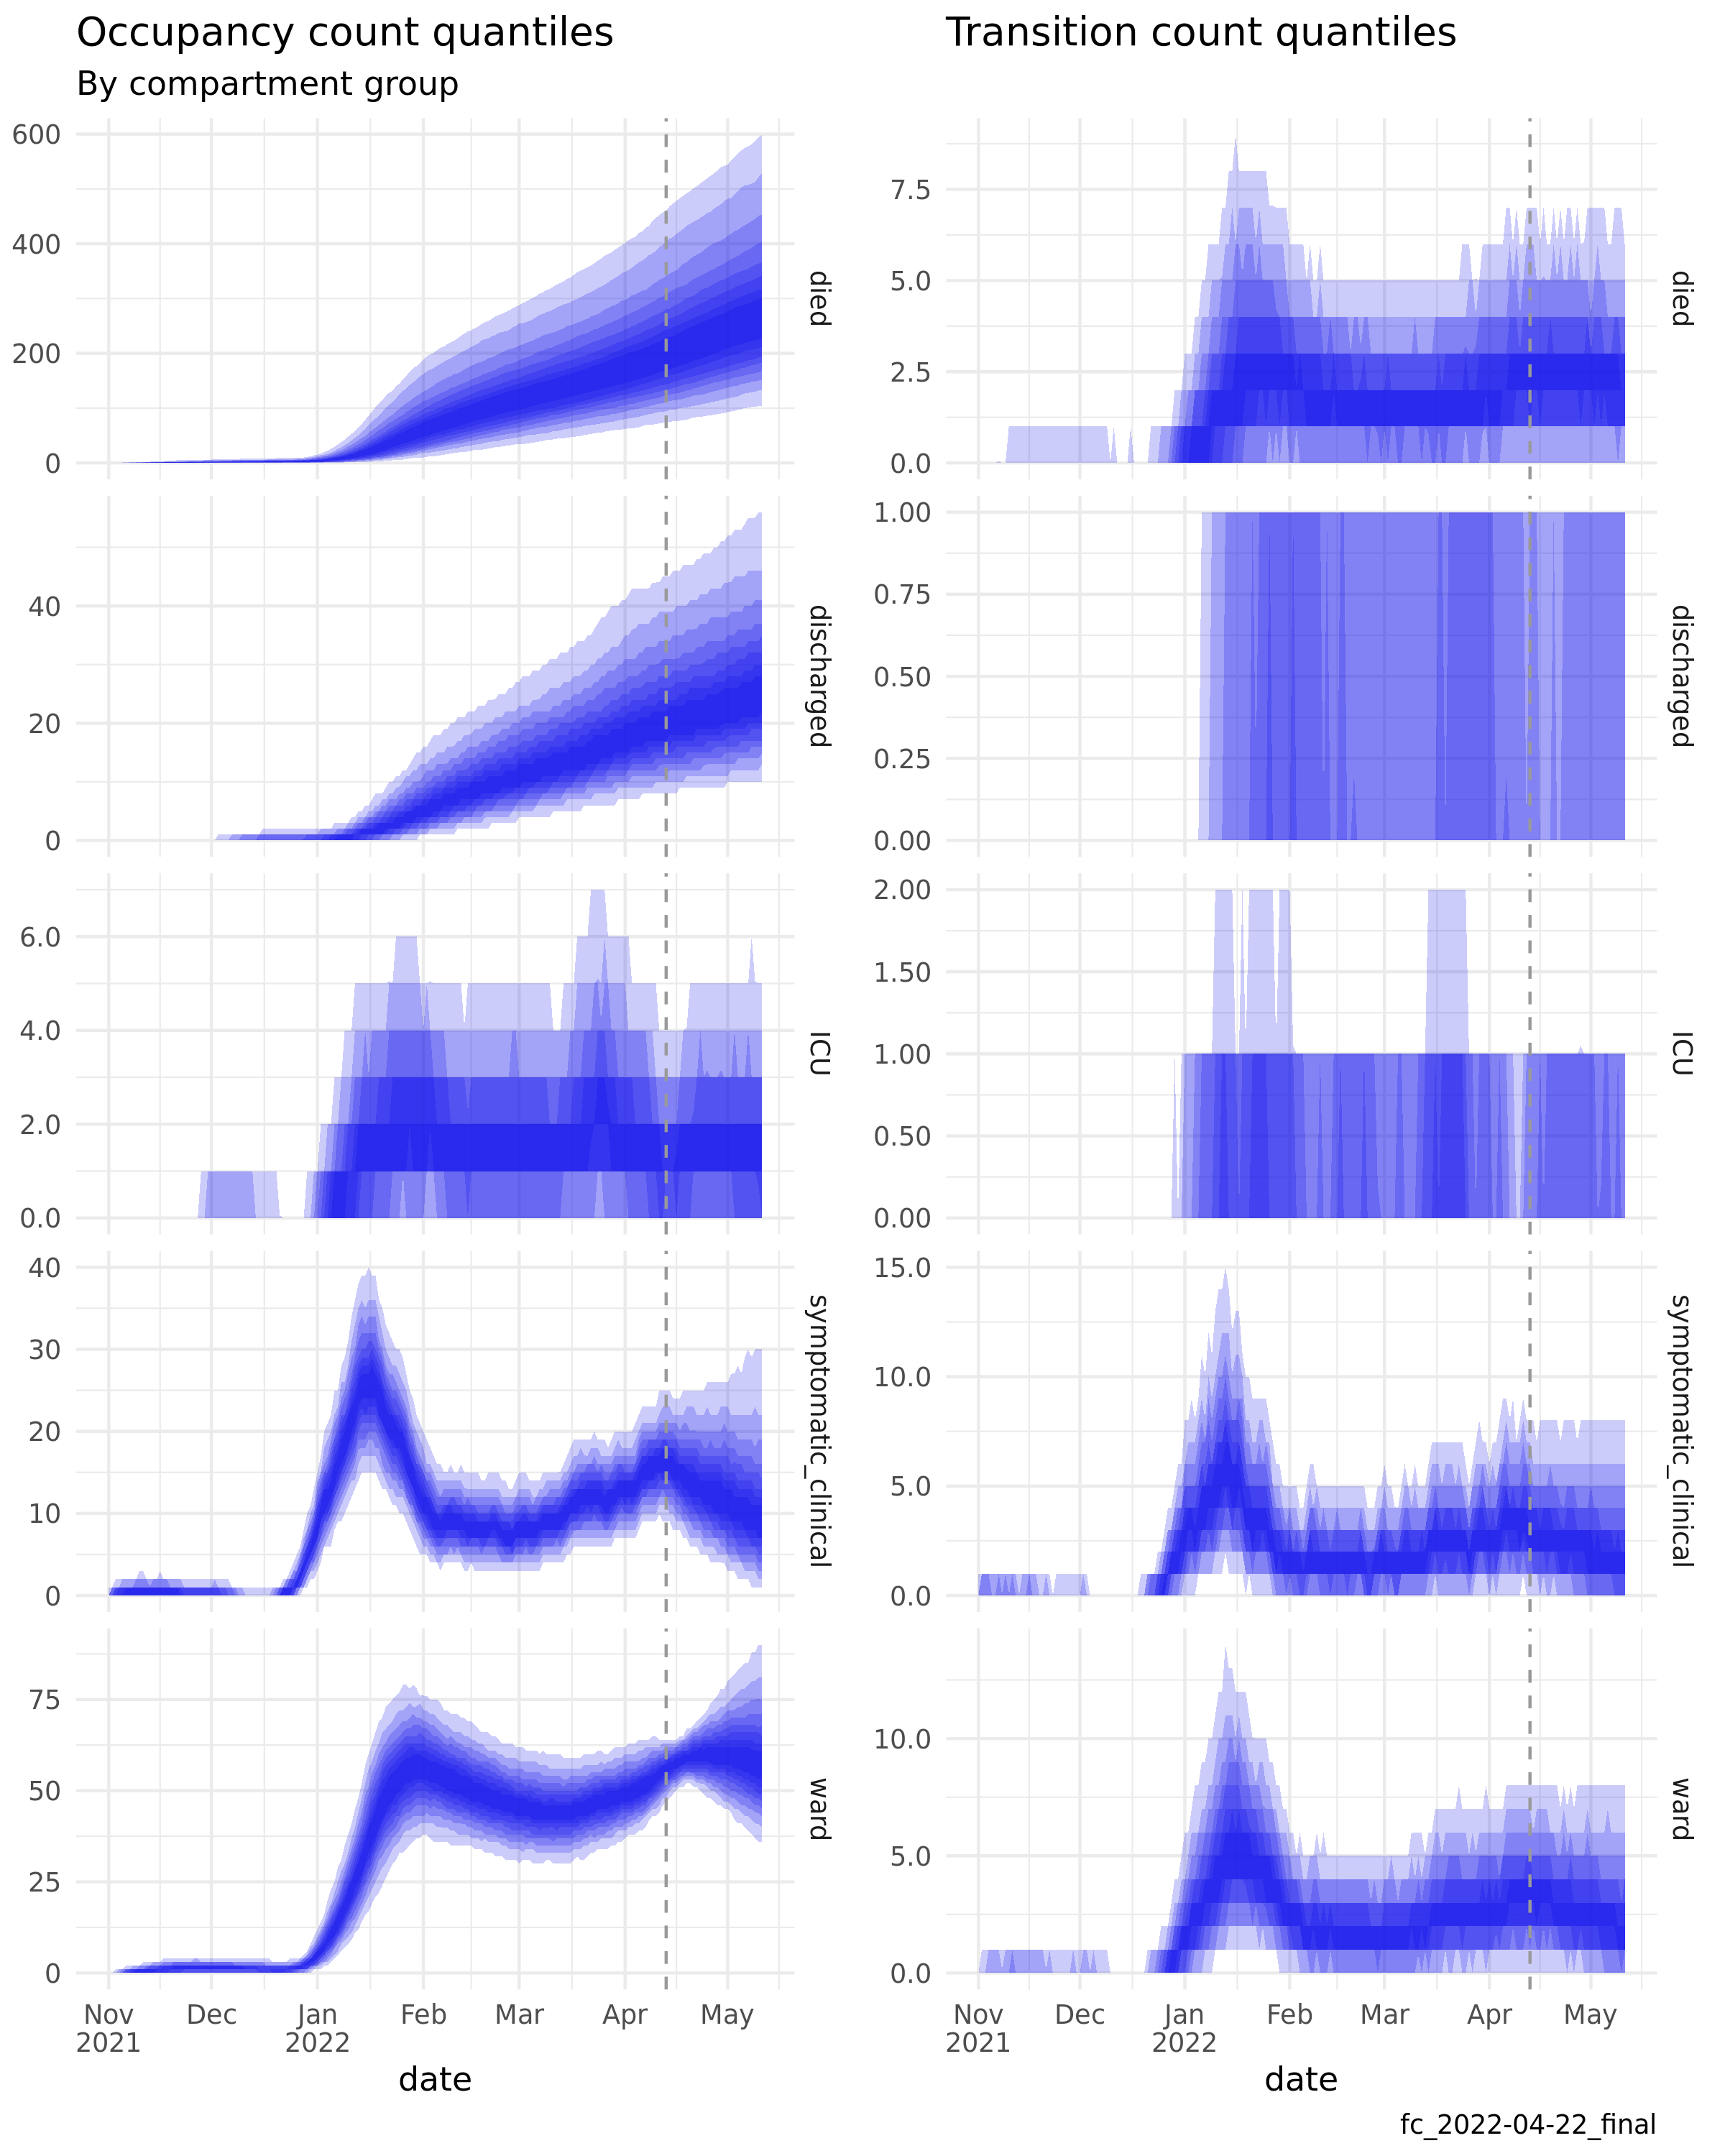 Occupancy count quantiles
By compartment group
600
400
200
0
died
40
20
0
discharged
6.0
4.0
2.0
0.0
ICU
40
30
20
10
0
symptomatic_clinical
75
50
25
0
ward
Nov Dec Jan Feb Mar Apr May
2021 2022
date
Transition count quantiles
7.5
5.0
2.5
0.0
died
1.00
0.75
0.50
0.25
0.00
discharged
2.00
1.50
1.00
0.50
0.00
ICU
15.0
10.0
5.0
0.0
symptomatic_clinical
10.0
5.0
0.0
ward
Nov Dec Jan Feb Mar Apr May
2021 2022
date
fc_2022-04-22_final